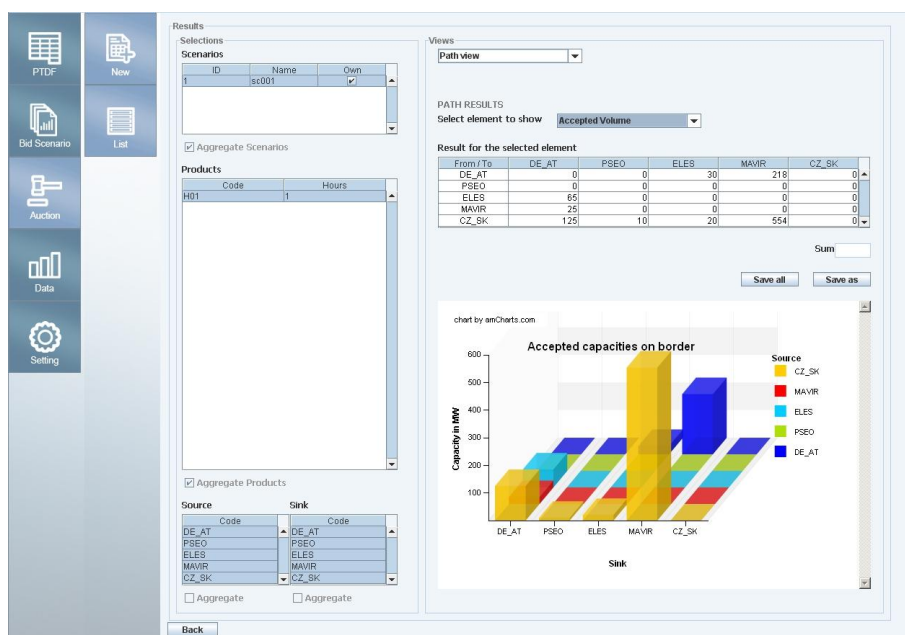 PTDF
New
Bid Scenario
List
Auction
Data
Setting
Results
Selections
Scenarios
ID Name Own
1 sc001
Aggregate Scenarios
Products
Code Hours
H01 1
Aggregate Products
Source Sink
Code Code
DE_AT DE_AT
PSEO PSEO
ELES ELES
MAVIR MAVIR
CZ_SK CZ_SK
Aggregate Aggregate
Back
Views
Path view
PATH RESULTS
Select element to show Accepted Volume
Result for the selected element
From / To DE_AT PSEO ELES MAVIR CZ_SK
DE_AT 0 0 30 218 0
PSEO 0 0 0 0 0
ELES 65 0 0 0 0
MAVIR 25 0 0 0 0
CZ_SK 125 10 20 554 0
Sum
Save all Save as
chart by amCharts.com
Accepted capacities on border
Capacity in MW
600
500
400
300
200
100
DE_AT PSEO ELES MAVIR CZ_SK
Sink
Source
CZ_SK
MAVIR
ELES
PSEO
DE_AT